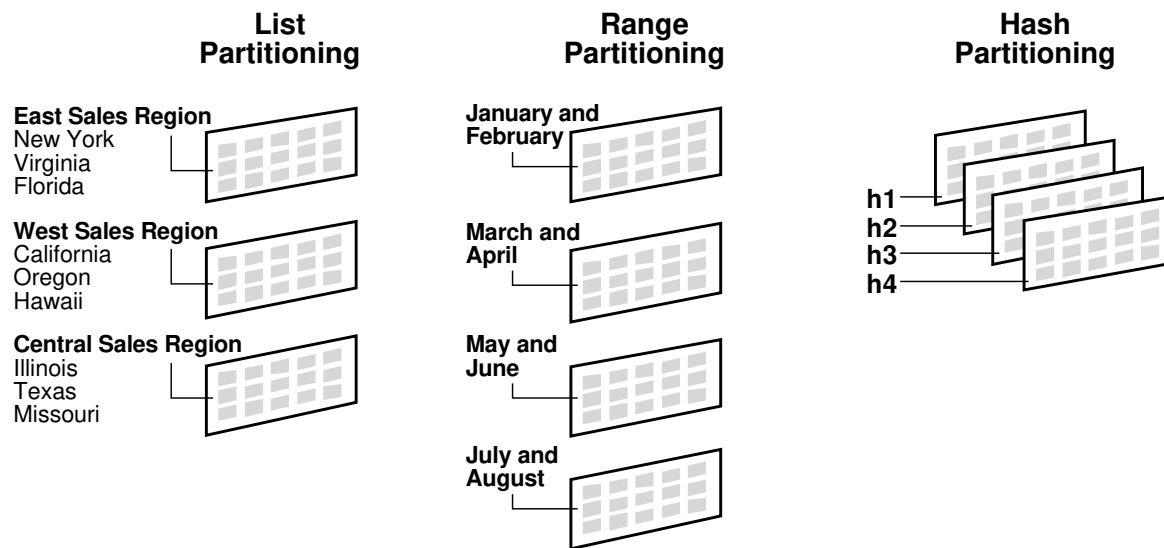 List
Partitioning
East Sales Region
New York
Virginia
Florida
West Sales Region
California
Oregon
Hawaii
Central Sales Region
Illinois
Texas
Missouri
Range
Partitioning
January and
February
March and
April
May and
June
July and
August
Hash
Partitioning
h1
h2
h3
h4